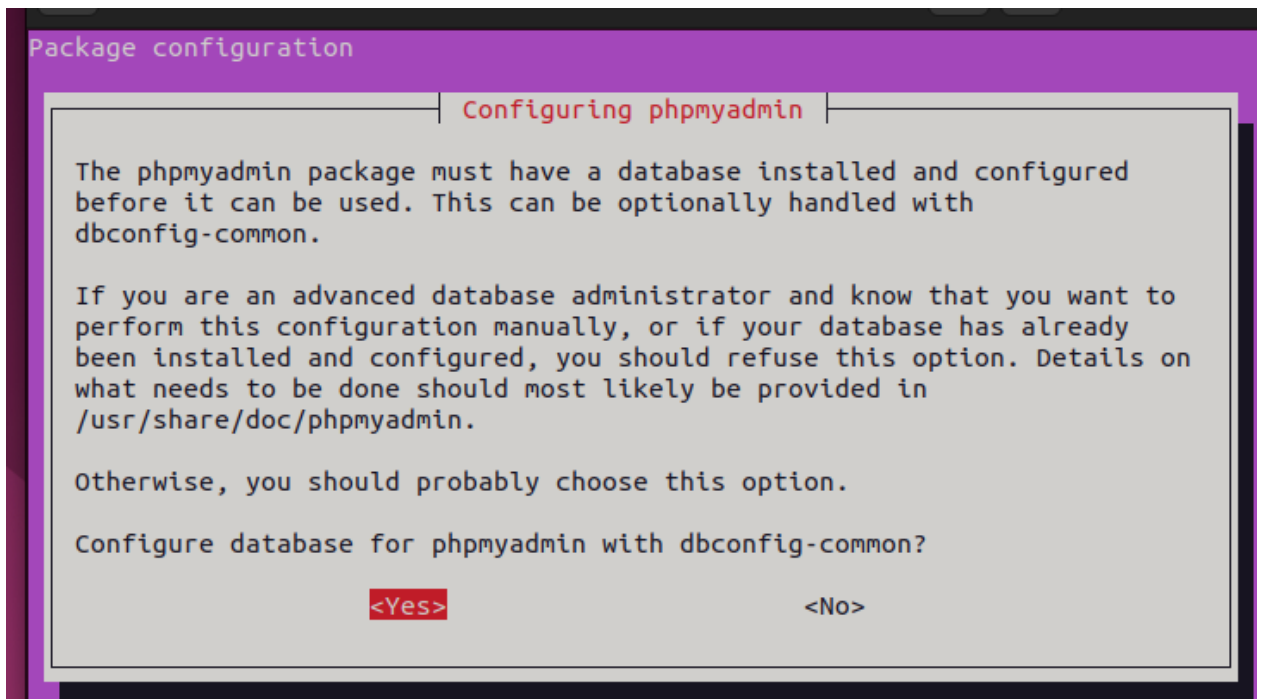 Package configuration
Configuring phpmyadmin
The phpmyadmin package must have a database installed and configured
before it can be used. This can be optionally handled with
dbconfig-common.
If you are an advanced database administrator and know that you want to
perform this configuration manually, or if your database has already
been installed and configured, you should refuse this option. Details on
what needs to be done should most likely be provided in
/usr/share/doc/phpmyadmin.
Otherwise, you should probably choose this option.
Configure database for phpmyadmin with dbconfig-common?
<Yes> <No>